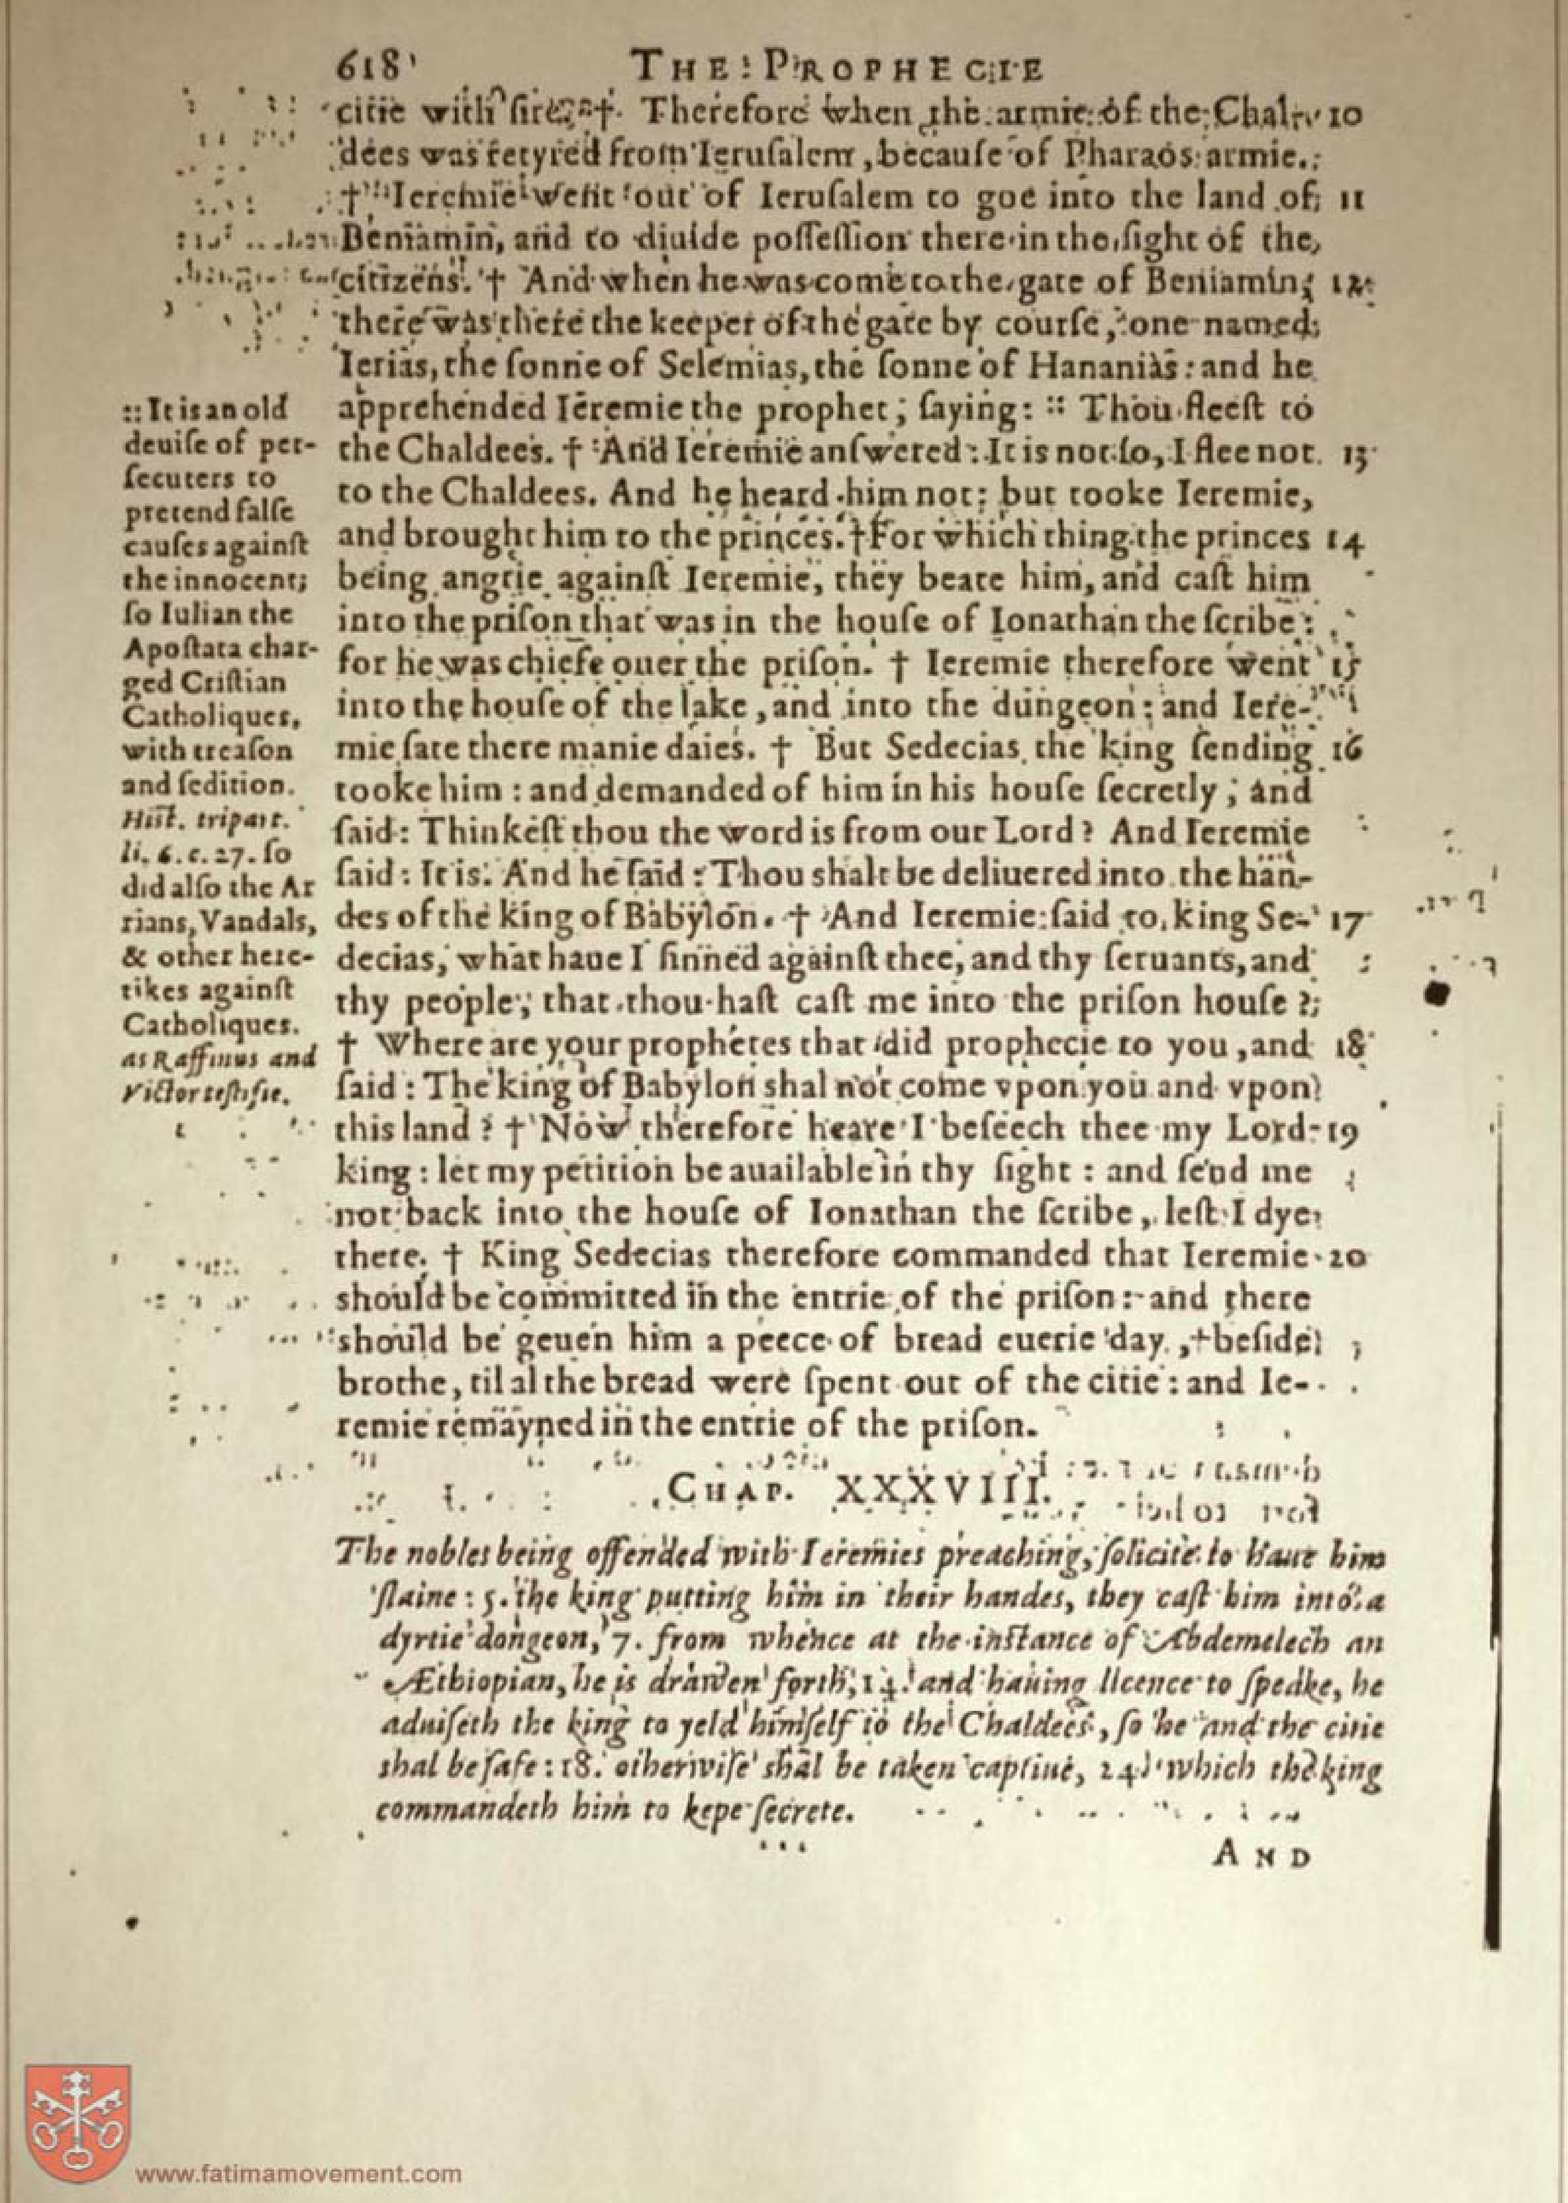 618 THE PROPHECIE
citie with fire. † Therefore when the armie of the Chal- 10
dees was retyred from Ierusalem, because of Pharaos armie.
† Ieremie went out of Ierusalem to goe into the land of 11
Beniamin, and to diuide possession there in the sight of the
citizens. † And when he was come to the gate of Beniamin, 12
there was there the keeper of the gate by course, one named
Ierias, the sonne of Selemias, the sonne of Hananias: and he
apprehended Ieremie the prophet, saying: :: Thou fleest to
the Chaldees. † And Ieremie answered: It is not so, I flee not 13
to the Chaldees. And he heard him not: but tooke Ieremie,
and brought him to the princes. † For which thing the princes 14
being angrie against Ieremie, they beate him, and cast him
into the prison that was in the house of Ionathan the scribe:
for he was chiefe ouer the prison. † Ieremie therefore went 15
into the house of the lake, and into the dungeon: and Iere-
mie sate there manie daies. † But Sedecias the king sending 16
tooke him: and demanded of him in his house secretly, and
said: Thinkest thou the word is from our Lord? And Ieremie
said: It is. And he said: Thou shalt be deliuered into the han-
des of the king of Babylon. † And Ieremie said to king Se- 17
decias, what haue I sinned against thee, and thy seruants, and
thy people, that thou hast cast me into the prison house?
† Where are your prophetes that did prophecie to you, and 18
said: The king of Babylon shal not come vpon you and vpon
this land? † Now therefore heare I beseech thee my Lord 19
king: let my petition be auailable in thy sight: and send me
not back into the house of Ionathan the scribe, lest I dye
there. † King Sedecias therefore commanded that Ieremie 20
should be committed in the entrie of the prison: and there
should be geuen him a peece of bread euerie day, + beside
brothe, til al the bread were spent out of the citie: and Ie-
remie remayned in the entrie of the prison.
:: It is an old
deuise of per-
secuters to
pretend false
causes against
the innocent;
so Iulian the
Apostata char-
ged Cristian
Catholiques,
with treason
and sedition.
Hist. tripart.
li. 6. c. 27. so
did also the Ar
rians, Vandals,
& other here-
tikes against
Catholiques.
as Raffinus and
Victor testifie.
CHAP. XXXVIII.
The nobles being offended with Ieremies preaching, solicite to haue him
slaine: 5. the king putting him in their handes, they cast him into a
dyrtie dongeon, 7. from whence at the instance of Abdemelech an
Æthiopian, he is drawen forth, 14. and hauing licence to speake, he
aduiseth the king to yeld himself to the Chaldees, so he and the citie
shal be safe: 18. otherwise shal be taken captiue, 24. which the king
commandeth him to kepe secrete.
AND
www.fatimamovement.com